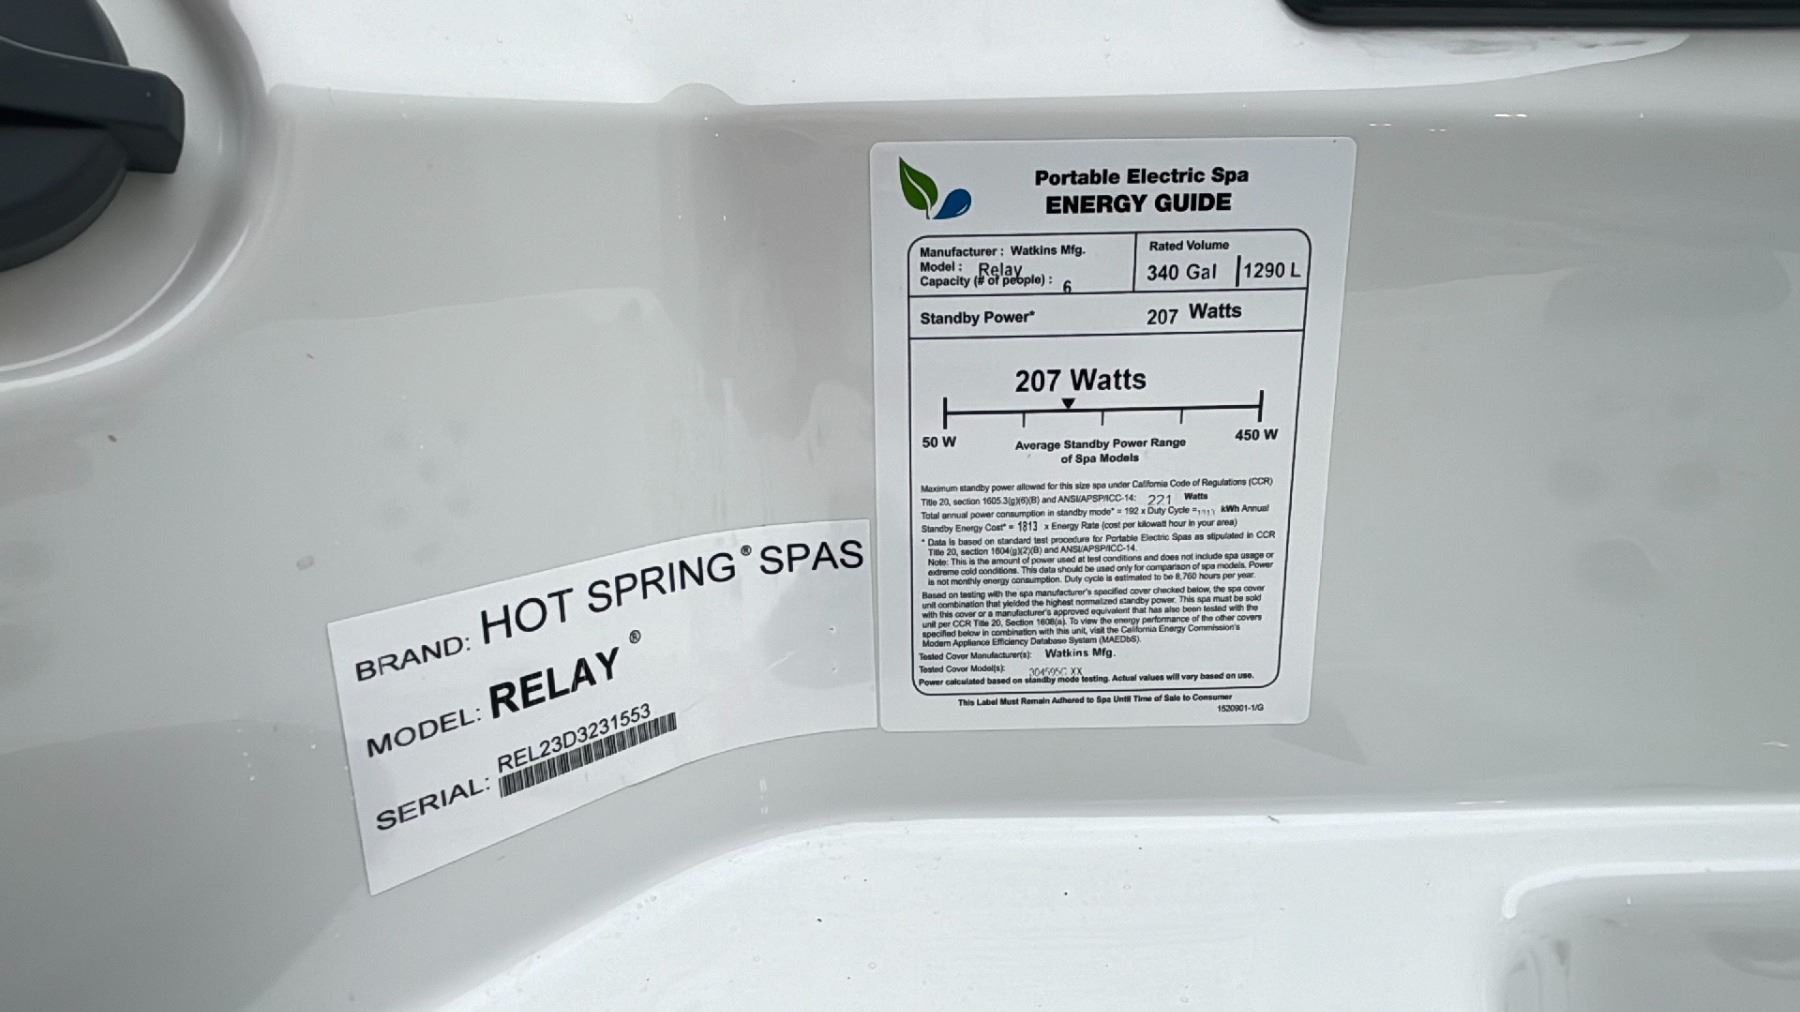 Portable Electric Spa
ENERGY GUIDE
Manufacturer : Watkins Mfg.
Model : Relay
Capacity (# of people) : 6
Rated Volume
340 Gal | 1290 L
Standby Power* 207 Watts
207 Watts
50 W 450 W
Average Standby Power Range
of Spa Models
Maximum standby power allowed for this size spa under California Code of Regulations (CCR)
Title 20, section 1605.3(g)(6)(B) and ANSI/APSP/ICC-14: 221 Watts
Total annual power consumption in standby mode* = 192 x Duty Cycle = kWh Annual
Standby Energy Cost* = 1813 x Energy Rate (cost per kilowatt hour in your area)
* Data is based on standard test procedure for Portable Electric Spas as stipulated in CCR
Title 20, section 1604(g)(2)(B) and ANSI/APSP/ICC-14.
Note: This is the amount of power used at test conditions and does not include spa usage or
extreme cold conditions. This data should be used only for comparison of spa models. Power
is not monthly energy consumption. Duty cycle is estimated to be 8,760 hours per year.
Based on testing with the spa manufacturer's specified cover checked below, the spa cover
unit combination that yielded the highest normalized standby power. This spa must be sold
with this cover or a manufacturer's approved equivalent that has also been tested with the
unit per CCR Title 20, Section 1608(a). To view the energy performance of the other covers
specified below in combination with this unit, visit the California Energy Commission's
Modern Appliance Efficiency Database System (MAEDbS).
Tested Cover Manufacturer(s): Watkins Mfg.
Tested Cover Model(s):
Power calculated based on standby mode testing. Actual values will vary based on use.
This Label Must Remain Adhered to Spa Until Time of Sale to Consumer
1520901-1/G
BRAND: HOT SPRING® SPAS
MODEL: RELAY®
SERIAL: REL23D3231553